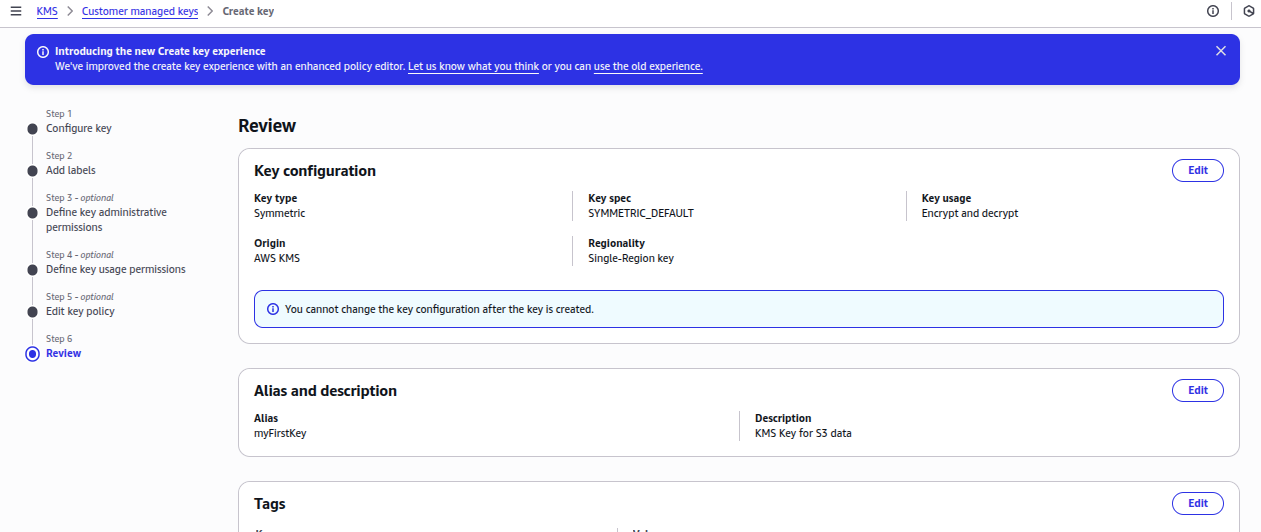 KMS > Customer managed keys > Create key
Introducing the new Create key experience
We've improved the create key experience with an enhanced policy editor. Let us know what you think or you can use the old experience.
Step 1
Configure key
Step 2
Add labels
Step 3 - optional
Define key administrative
permissions
Step 4 - optional
Define key usage permissions
Step 5 - optional
Edit key policy
Step 6
Review
Review
Key configuration
Edit
Key type
Symmetric
Key spec
SYMMETRIC_DEFAULT
Key usage
Encrypt and decrypt
Origin
AWS KMS
Regionality
Single-Region key
You cannot change the key configuration after the key is created.
Alias and description
Edit
Alias
myFirstKey
Description
KMS Key for S3 data
Tags
Edit